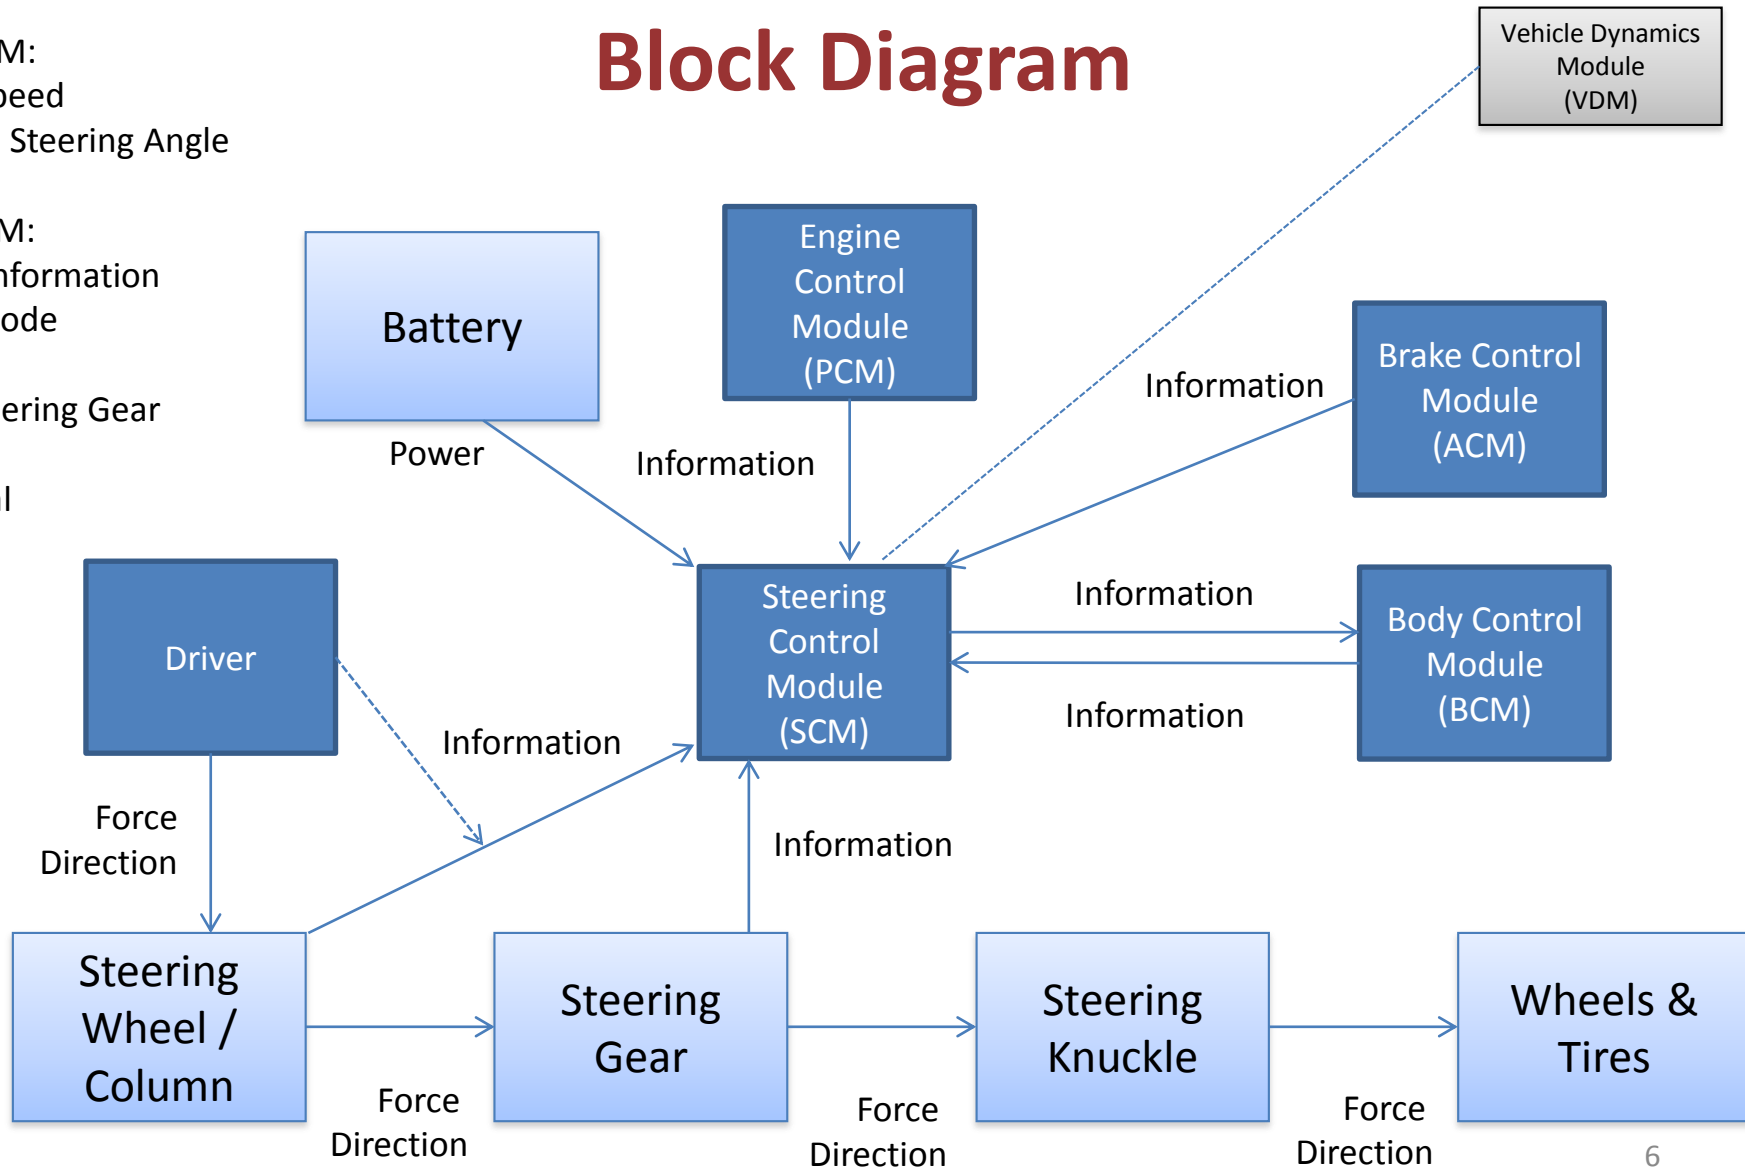 Block Diagram
Vehicle Dynamics
Module
(VDM)
M:
peed
Steering Angle
M:
nformation
ode
ering Gear
al
Battery
Power
Engine
Control
Module
(PCM)
Information
Information
Brake Control
Module
(ACM)
Driver
Information
Steering
Control
Module
(SCM)
Information
Information
Body Control
Module
(BCM)
Force
Direction
Information
Steering
Wheel /
Column
Force
Direction
Steering
Gear
Force
Direction
Steering
Knuckle
Force
Direction
Wheels &
Tires
6